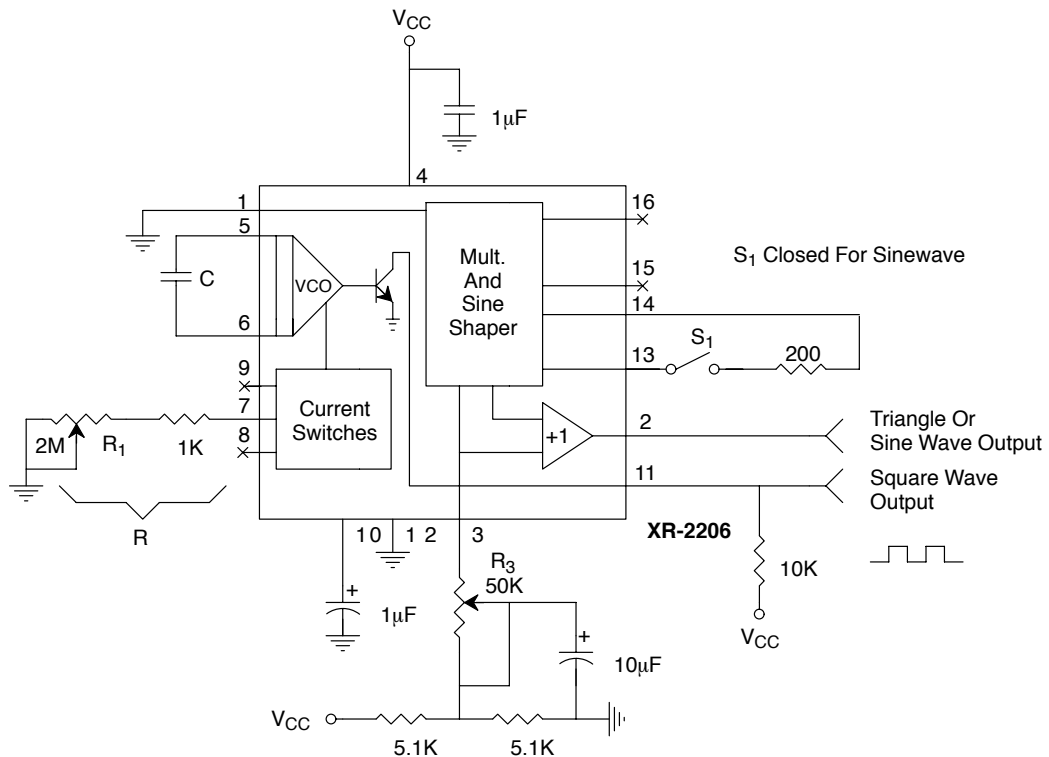 VCC
1μF
4
1
16
5
Mult.
And
Sine
Shaper
S1 Closed For Sinewave
15
C
VCO
14
6
13
S1
200
9
Current
Switches
7
2M
R1
1K
8
+1
2
Triangle Or
Sine Wave Output
11
Square Wave
Output
R
10
12
3
XR-2206
R3
50K
10K
1μF
VCC
10μF
VCC
5.1K
5.1K